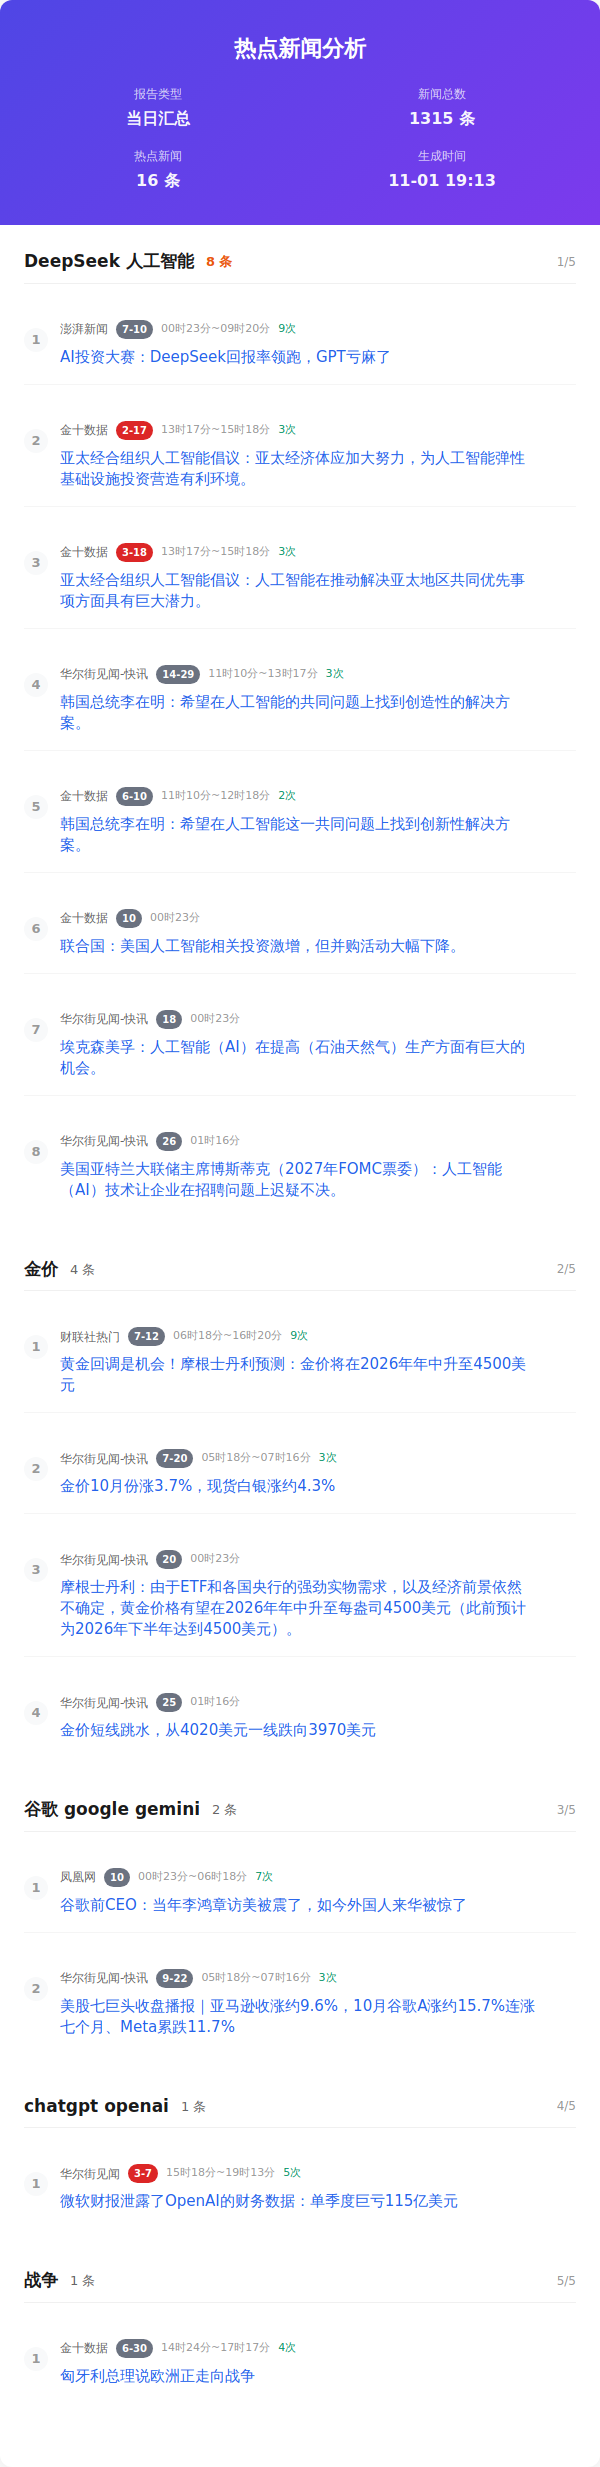 热点新闻分析
报告类型
新闻总数
当日汇总
1315 条
热点新闻
生成时间
16 条
11-01 19:13
DeepSeek 人工智能 8 条 1/5
1
澎湃新闻 7-10 00时23分~09时20分 9次
AI投资大赛：DeepSeek回报率领跑，GPT亏麻了
2
金十数据 2-17 13时17分~15时18分 3次
亚太经合组织人工智能倡议：亚太经济体应加大努力，为人工智能弹性
基础设施投资营造有利环境。
3
金十数据 3-18 13时17分~15时18分 3次
亚太经合组织人工智能倡议：人工智能在推动解决亚太地区共同优先事
项方面具有巨大潜力。
4
华尔街见闻-快讯 14-29 11时10分~13时17分 3次
韩国总统李在明：希望在人工智能的共同问题上找到创造性的解决方
案。
5
金十数据 6-10 11时10分~12时18分 2次
韩国总统李在明：希望在人工智能这一共同问题上找到创新性解决方
案。
6
金十数据 10 00时23分
联合国：美国人工智能相关投资激增，但并购活动大幅下降。
7
华尔街见闻-快讯 18 00时23分
埃克森美孚：人工智能（AI）在提高（石油天然气）生产方面有巨大的
机会。
8
华尔街见闻-快讯 26 01时16分
美国亚特兰大联储主席博斯蒂克（2027年FOMC票委）：人工智能
（AI）技术让企业在招聘问题上迟疑不决。
金价 4 条 2/5
1
财联社热门 7-12 06时18分~16时20分 9次
黄金回调是机会！摩根士丹利预测：金价将在2026年年中升至4500美
元
2
华尔街见闻-快讯 7-20 05时18分~07时16分 3次
金价10月份涨3.7%，现货白银涨约4.3%
3
华尔街见闻-快讯 20 00时23分
摩根士丹利：由于ETF和各国央行的强劲实物需求，以及经济前景依然
不确定，黄金价格有望在2026年年中升至每盎司4500美元（此前预计
为2026年下半年达到4500美元）。
4
华尔街见闻-快讯 25 01时16分
金价短线跳水，从4020美元一线跌向3970美元
谷歌 google gemini 2 条 3/5
1
凤凰网 10 00时23分~06时18分 7次
谷歌前CEO：当年李鸿章访美被震了，如今外国人来华被惊了
2
华尔街见闻-快讯 9-22 05时18分~07时16分 3次
美股七巨头收盘播报｜亚马逊收涨约9.6%，10月谷歌A涨约15.7%连涨
七个月、Meta累跌11.7%
chatgpt openai 1 条 4/5
1
华尔街见闻 3-7 15时18分~19时13分 5次
微软财报泄露了OpenAI的财务数据：单季度巨亏115亿美元
战争 1 条 5/5
1
金十数据 6-30 14时24分~17时17分 4次
匈牙利总理说欧洲正走向战争